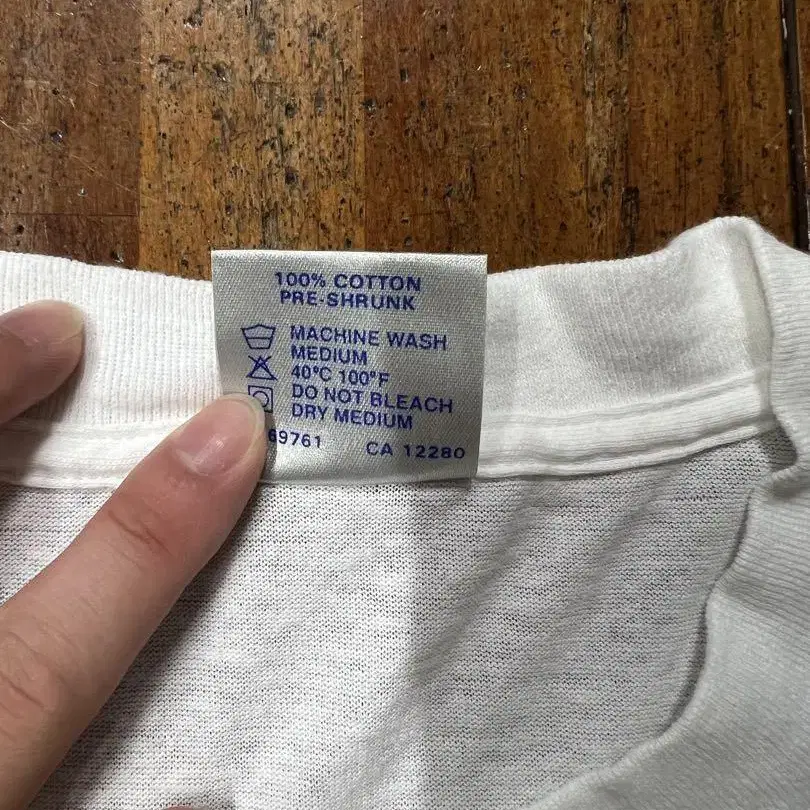 100% COTTON
PRE-SHRUNK
MACHINE WASH
MEDIUM
40°C 100°F
DO NOT BLEACH
DRY MEDIUM
69761 CA 12280